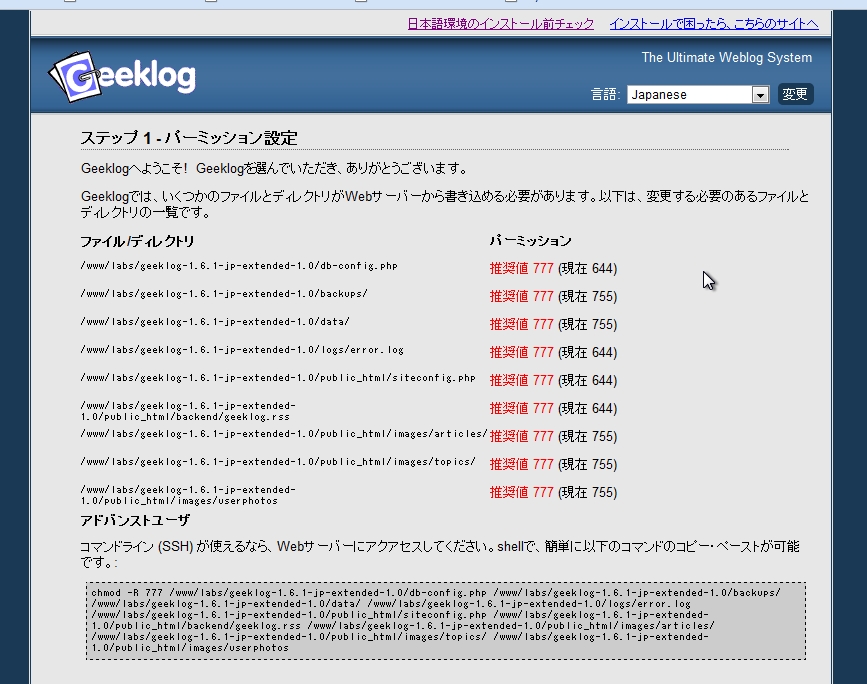 日本語環境のインストール前チェック インストールで困ったら、こちらのサイトへ
Geeklog
The Ultimate Weblog System
言語: Japanese 変更
ステップ 1 - パーミッション設定
Geeklogへようこそ! Geeklogを選んでいただき、ありがとうございます。
Geeklogでは、いくつかのファイルとディレクトリがWebサーバーから書き込める必要があります。以下は、変更する必要のあるファイルと
ディレクトリの一覧です。
ファイル/ディレクトリ パーミッション
/www/labs/geeklog-1.6.1-jp-extended-1.0/db-config.php 推奨値 777 (現在 644)
/www/labs/geeklog-1.6.1-jp-extended-1.0/backups/ 推奨値 777 (現在 755)
/www/labs/geeklog-1.6.1-jp-extended-1.0/data/ 推奨値 777 (現在 755)
/www/labs/geeklog-1.6.1-jp-extended-1.0/logs/error.log 推奨値 777 (現在 644)
/www/labs/geeklog-1.6.1-jp-extended-1.0/public_html/siteconfig.php 推奨値 777 (現在 644)
/www/labs/geeklog-1.6.1-jp-extended-
1.0/public_html/backend/geeklog.rss 推奨値 777 (現在 644)
/www/labs/geeklog-1.6.1-jp-extended-1.0/public_html/images/articles/ 推奨値 777 (現在 755)
/www/labs/geeklog-1.6.1-jp-extended-1.0/public_html/images/topics/ 推奨値 777 (現在 755)
/www/labs/geeklog-1.6.1-jp-extended-
1.0/public_html/images/userphotos 推奨値 777 (現在 755)
アドバンストユーザ
コマンドライン (SSH) が使えるなら、Webサーバーにアクアセスしてください。shellで、簡単に以下のコマンドのコピー・ペーストが可能
です。:
chmod -R 777 /www/labs/geeklog-1.6.1-jp-extended-1.0/db-config.php /www/labs/geeklog-1.6.1-jp-extended-1.0/backups/
/www/labs/geeklog-1.6.1-jp-extended-1.0/data/ /www/labs/geeklog-1.6.1-jp-extended-1.0/logs/error.log
/www/labs/geeklog-1.6.1-jp-extended-1.0/public_html/siteconfig.php /www/labs/geeklog-1.6.1-jp-extended-
1.0/public_html/backend/geeklog.rss /www/labs/geeklog-1.6.1-jp-extended-1.0/public_html/images/articles/
/www/labs/geeklog-1.6.1-jp-extended-1.0/public_html/images/topics/ /www/labs/geeklog-1.6.1-jp-extended-
1.0/public_html/images/userphotos